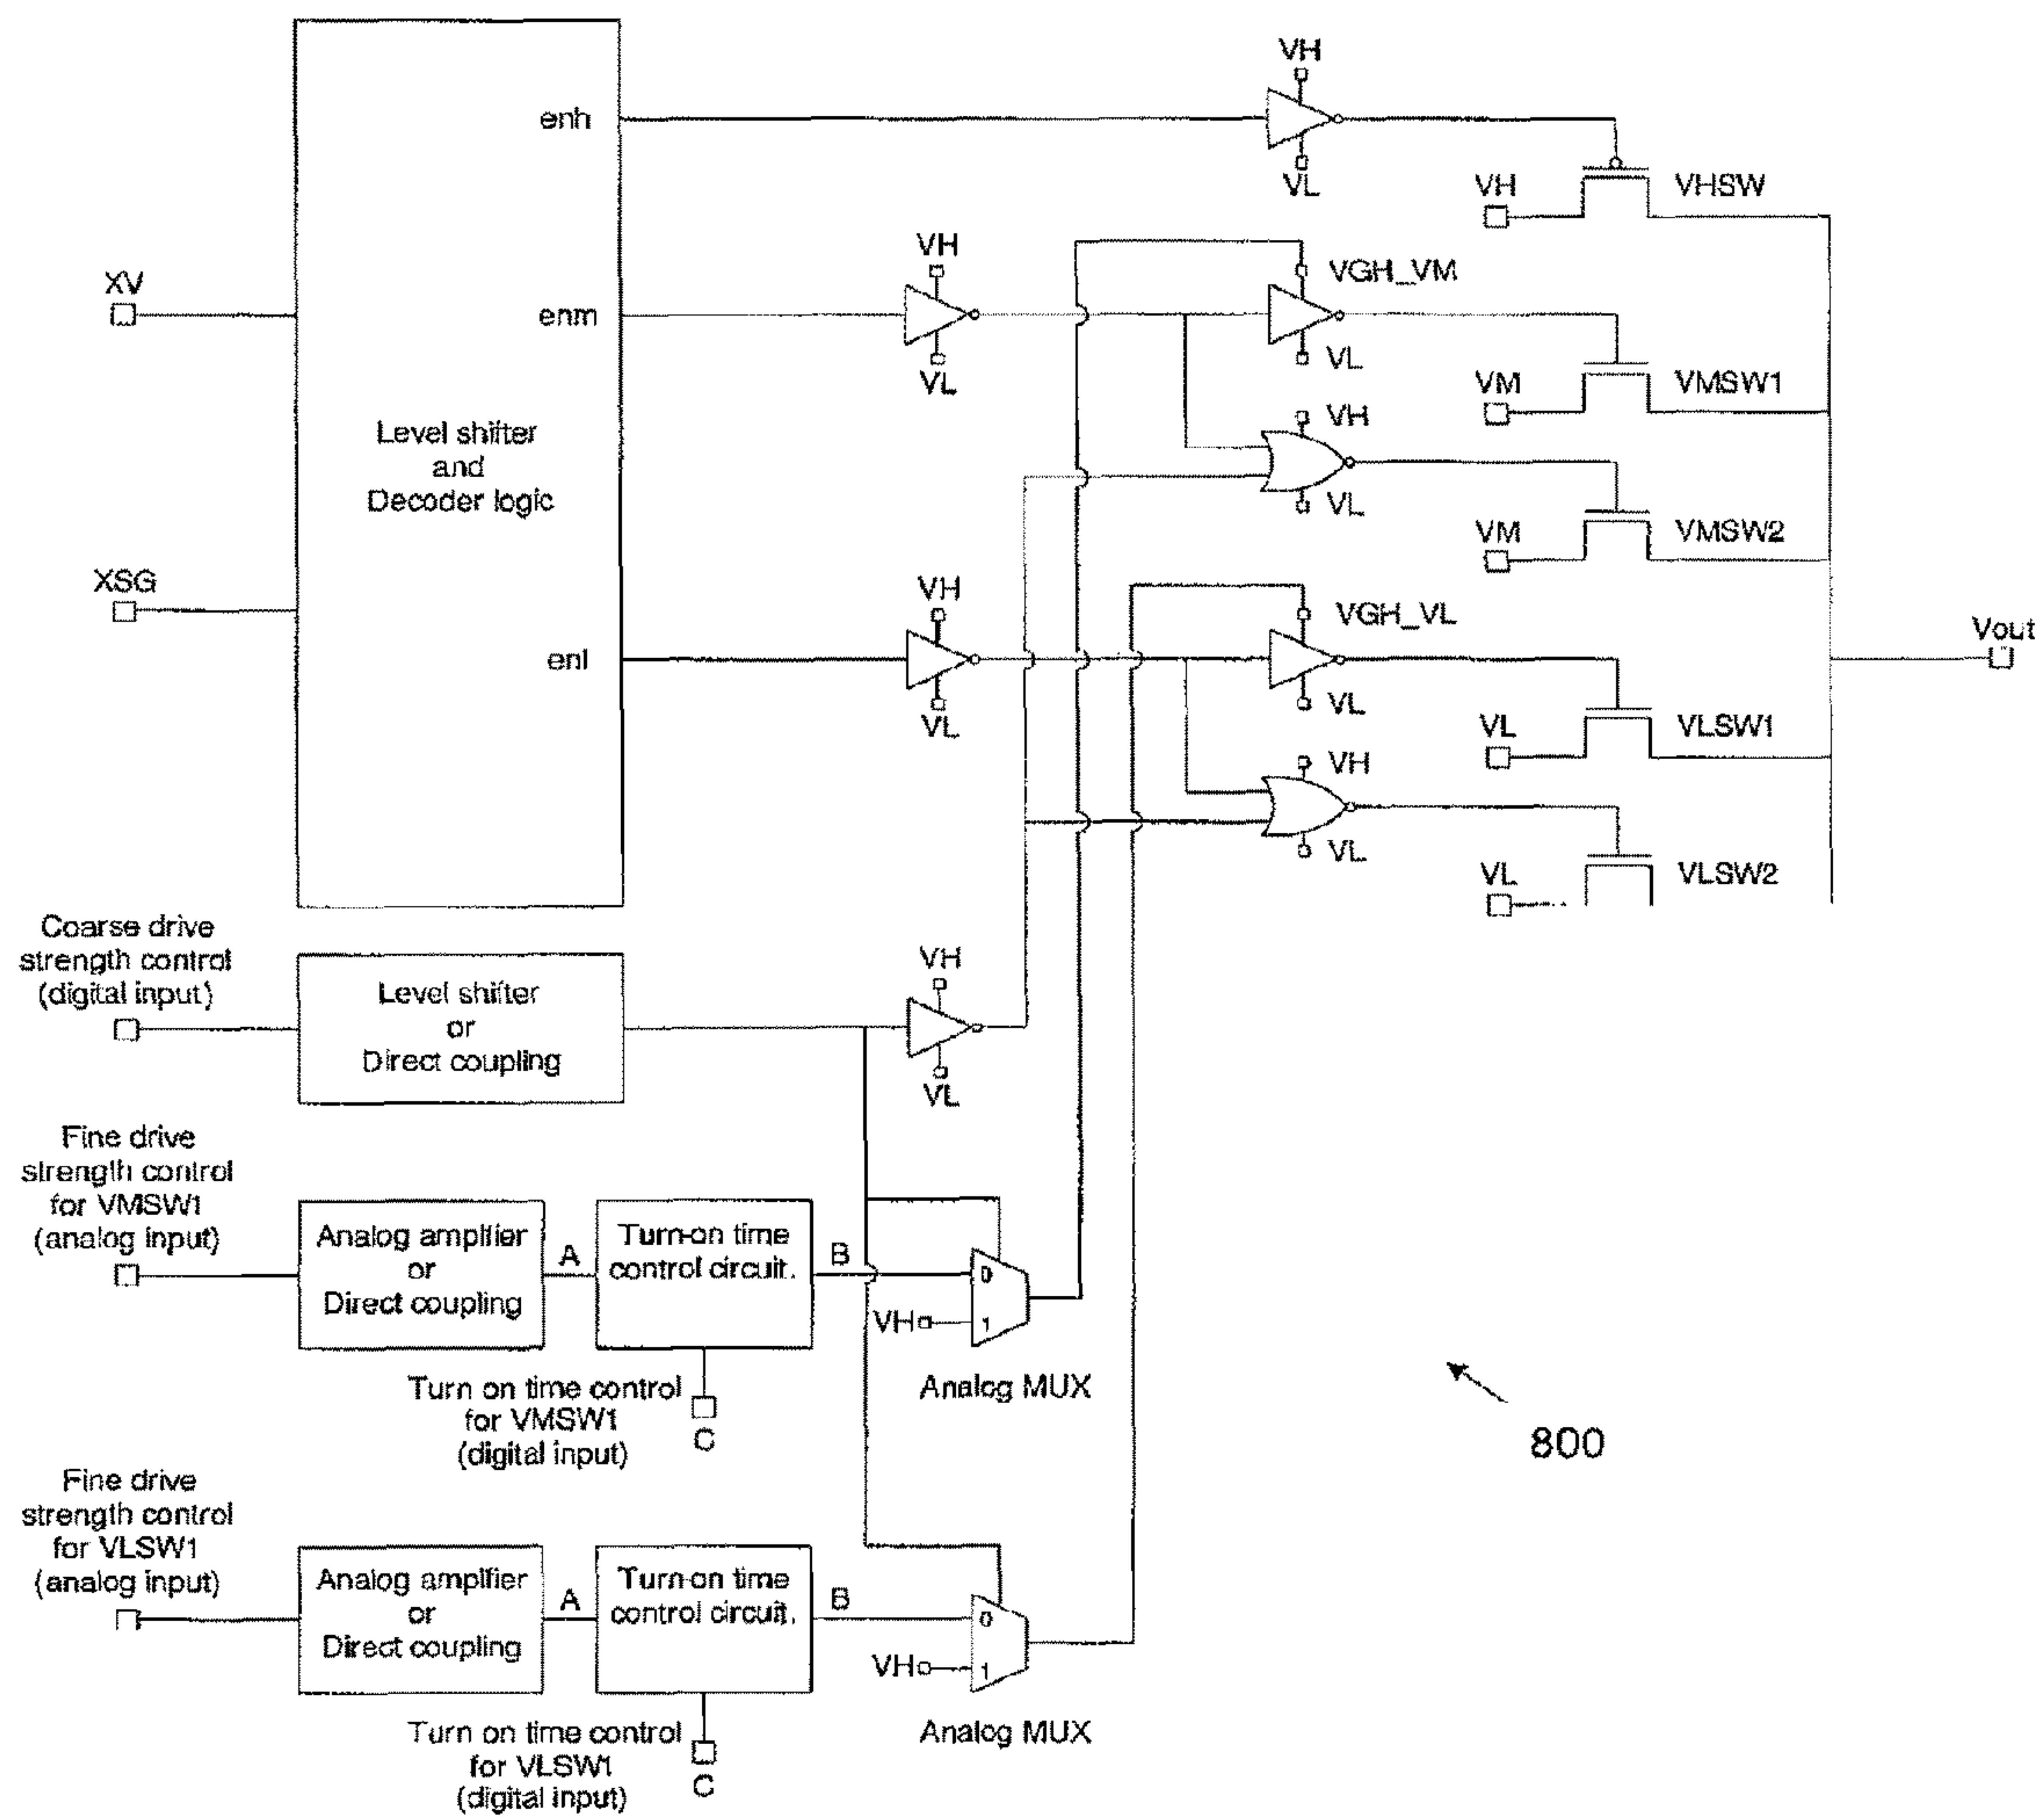 VH
enh
VL
VH
VHSW
XV
enm
VH
VL
VGH_VM
VL
VM
VMSW1
Level shifter
and
Decoder logic
VH
VL
VM
VMSW2
XSG
enl
VH
VL
VGH_VL
VL
VL
VLSW1
Vout
VH
VL
VL
VLSW2
Coarse drive
strength control
(digital input)
Level shifter
or
Direct coupling
VH
VL
Fine drive
strength control
for VMSW1
(analog input)
Analog amplfier
or
Direct coupling
A
Turn-on time
control circuit.
B
0
VH
1
Analog MUX
Turn on time control
for VMSW1
(digital input)
C
800
Fine drive
strength control
for VLSW1
(analog input)
Analog amplfier
or
Direct coupling
A
Turn-on time
control circuit.
B
0
VH
1
Analog MUX
Turn on time control
for VLSW1
(digital input)
C